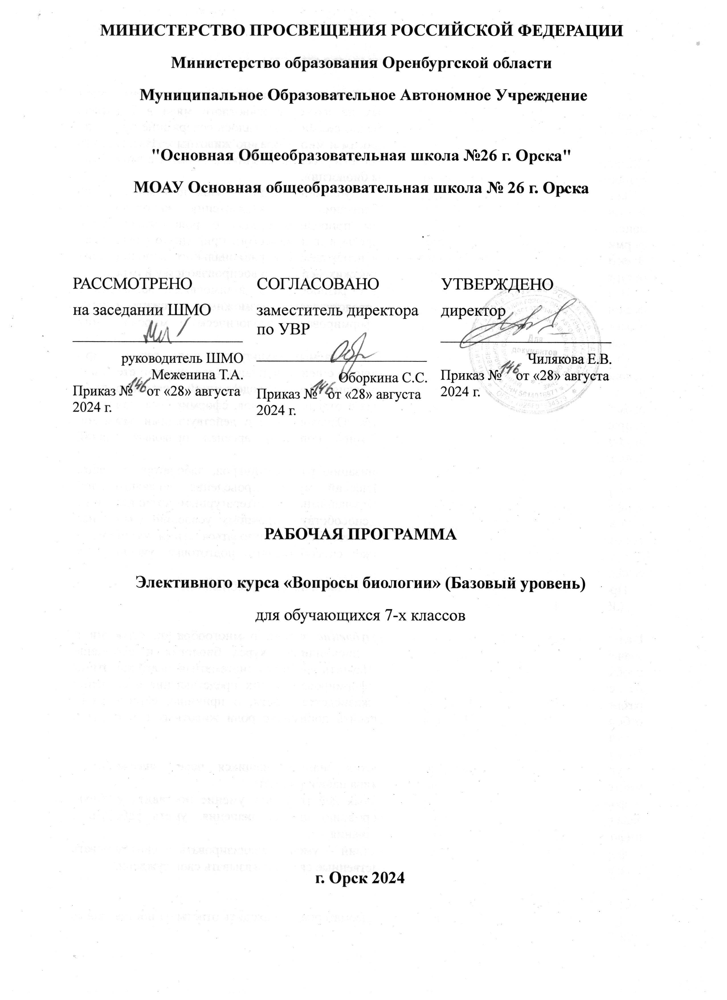 МИНИСТЕРСТВО ПРОСВЕЩЕНИЯ РОССИЙСКОЙ ФЕДЕРАЦИИ
Министерство образования Оренбургской области
Муниципальное Образовательное Автономное Учреждение
"Основная Общеобразовательная школа №26 г. Орска"
МОАУ Основная общеобразовательная школа № 26 г. Орска
РАССМОТРЕНО
на заседании ШМО
руководитель ШМО
Меженина Т.А.
Приказ № 146 от «28» августа
2024 г.
СОГЛАСОВАНО
заместитель директора
по УВР
Оборкина С.С.
Приказ № 146 от «28» августа
2024 г.
УТВЕРЖДЕНО
директор
Для
документов
Чилякова Е.В.
Приказ № 146 от «28» августа
2024 г.
РАБОЧАЯ ПРОГРАММА
Элективного курса «Вопросы биологии» (Базовый уровень)
для обучающихся 7-х классов
г. Орск 2024